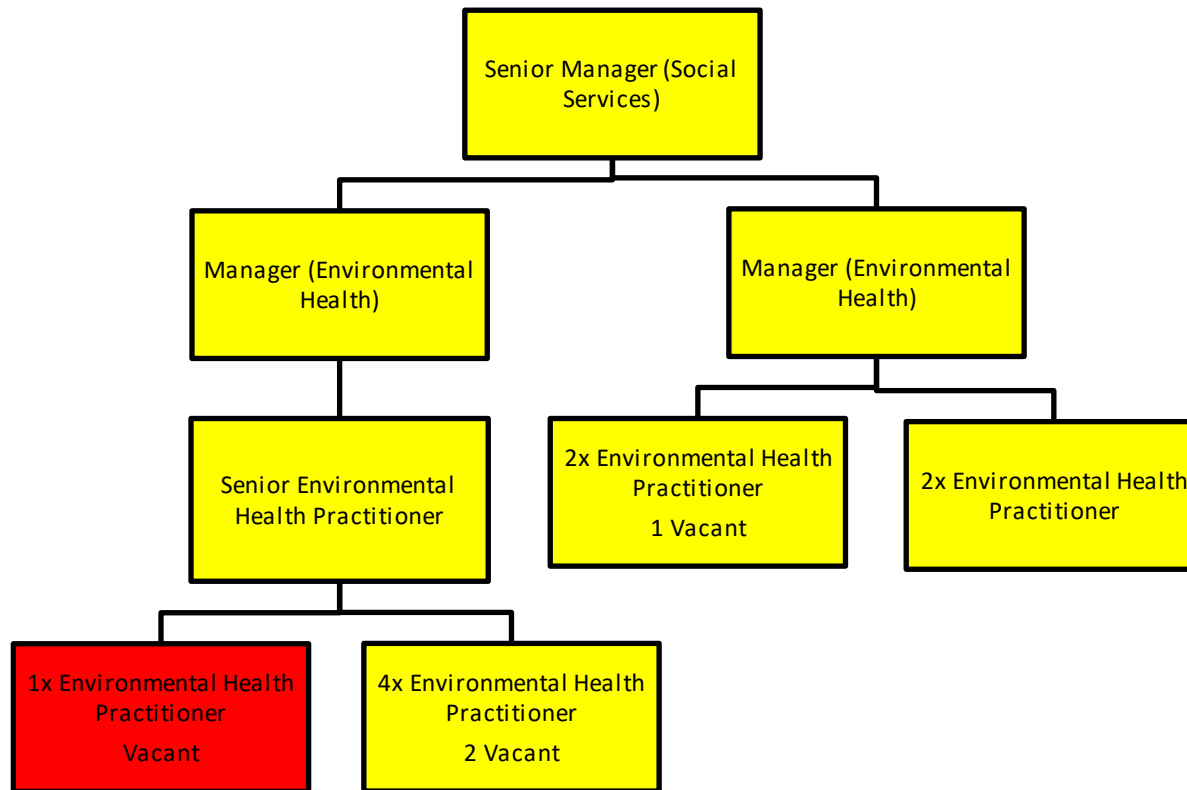 Senior Manager (Social
Services)
Manager (Environmental
Health)
Manager (Environmental
Health)
Senior Environmental
Health Practitioner
2x Environmental Health
Practitioner
1 Vacant
2x Environmental Health
Practitioner
1x Environmental Health
Practitioner
Vacant
4x Environmental Health
Practitioner
2 Vacant